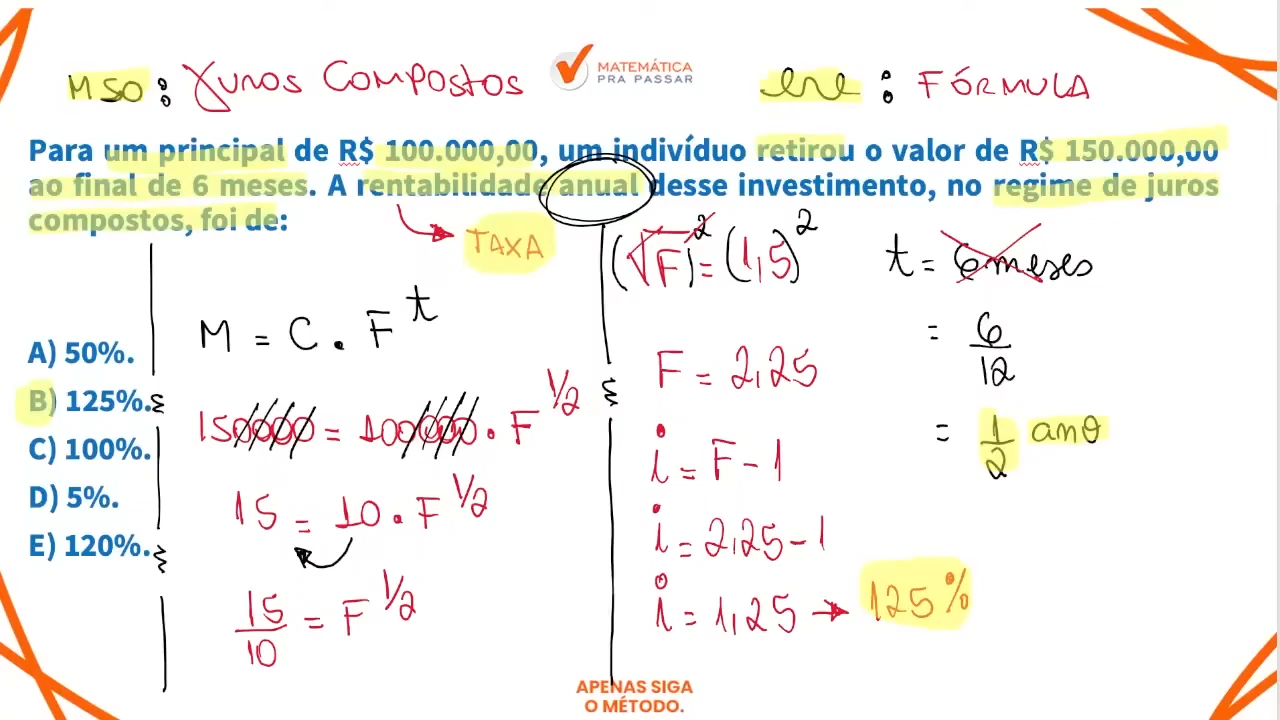 MSO: Juros Compostos
MATEMÁTICA
PRA PASSAR
: FÓRMULA
Para um principal de R$ 100.000,00, um indivíduo retirou o valor de R$ 150.000,00
ao final de 6 meses. A rentabilidade anual desse investimento, no regime de juros
compostos, foi de:
TAXA
A) 50%.
B) 125%.
C) 100%.
D) 5%.
E) 120%.
M = C . F^t
150000 = 100000 . F^1/2
15 = 10 . F^1/2
15/10 = F^1/2
(√F)^2 = (1,5)^2
F = 2,25
i = F - 1
i = 2,25 - 1
i = 1,25 → 125%
t = 6 meses
= 6/12
= 1/2 ano
APENAS SIGA
O MÉTODO.